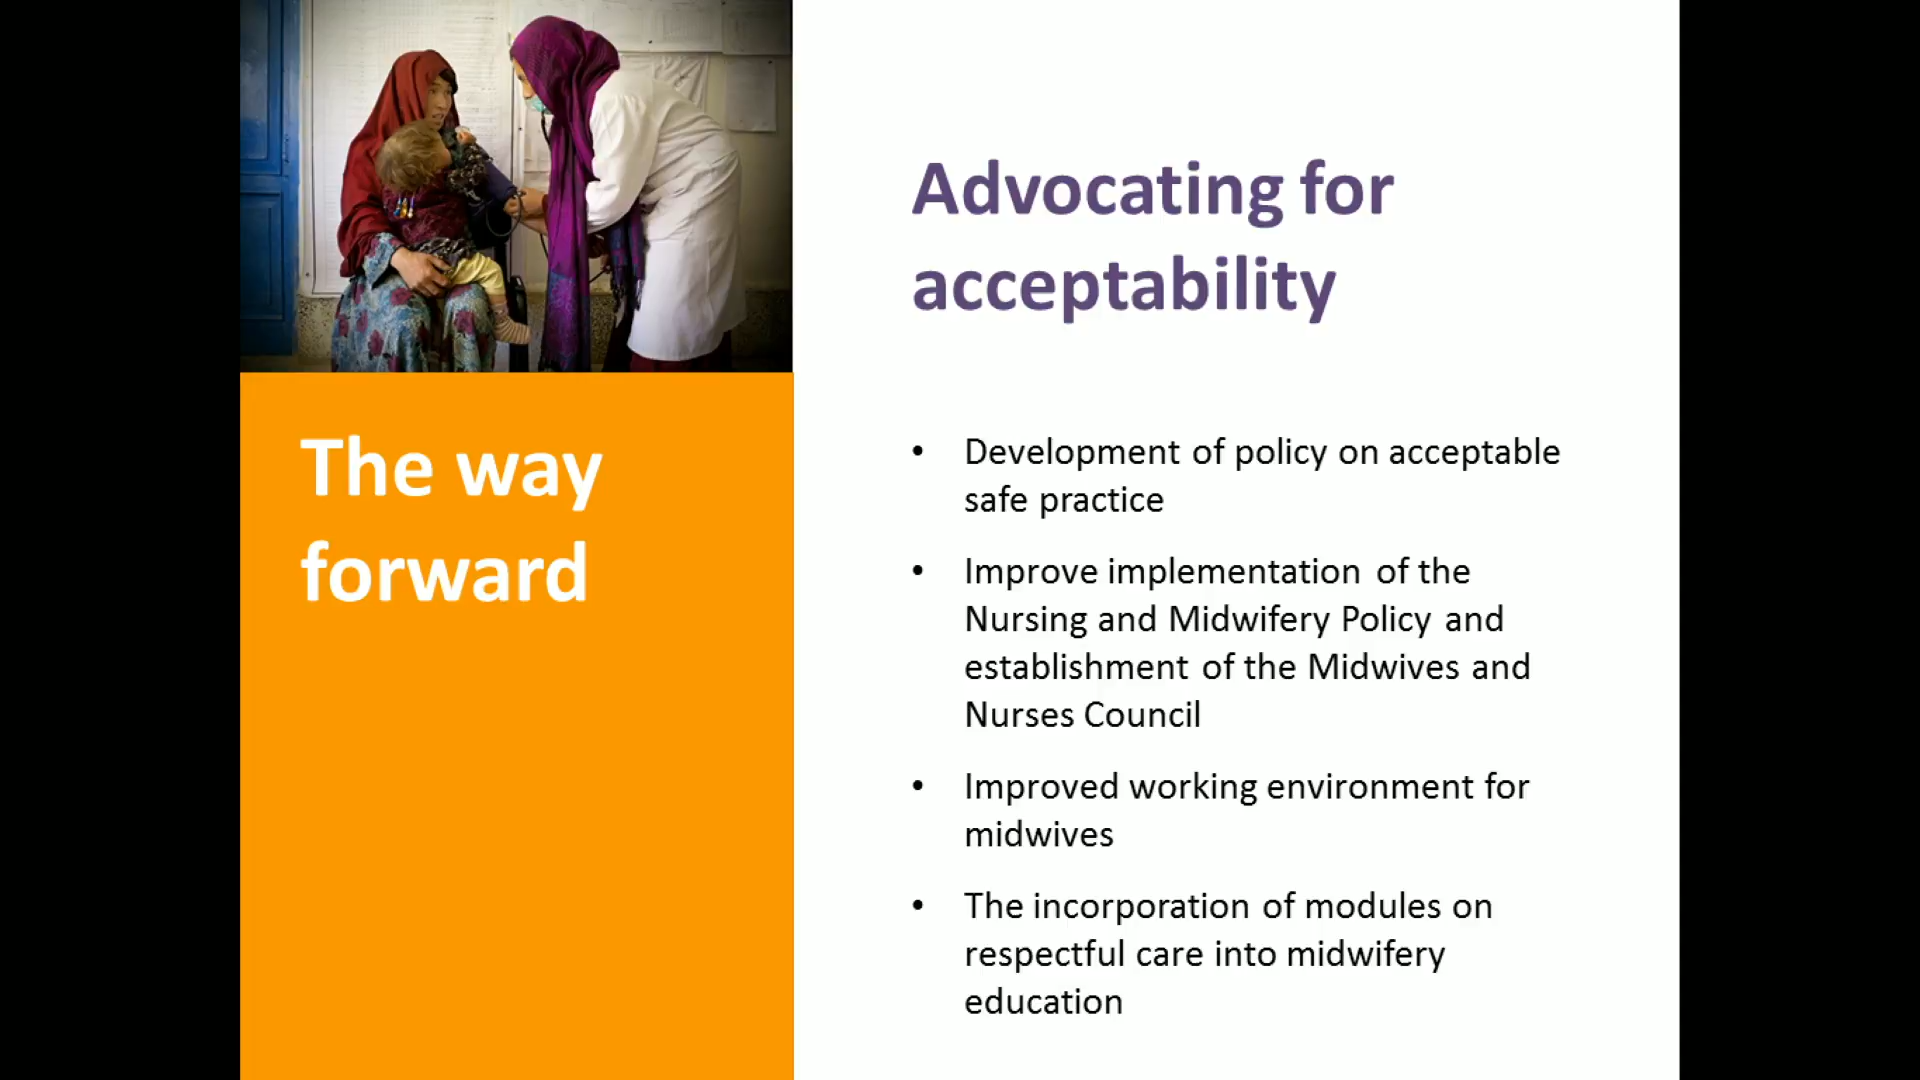 The way
forward
Advocating for
acceptability
• Development of policy on acceptable
safe practice
• Improve implementation of the
Nursing and Midwifery Policy and
establishment of the Midwives and
Nurses Council
• Improved working environment for
midwives
• The incorporation of modules on
respectful care into midwifery
education